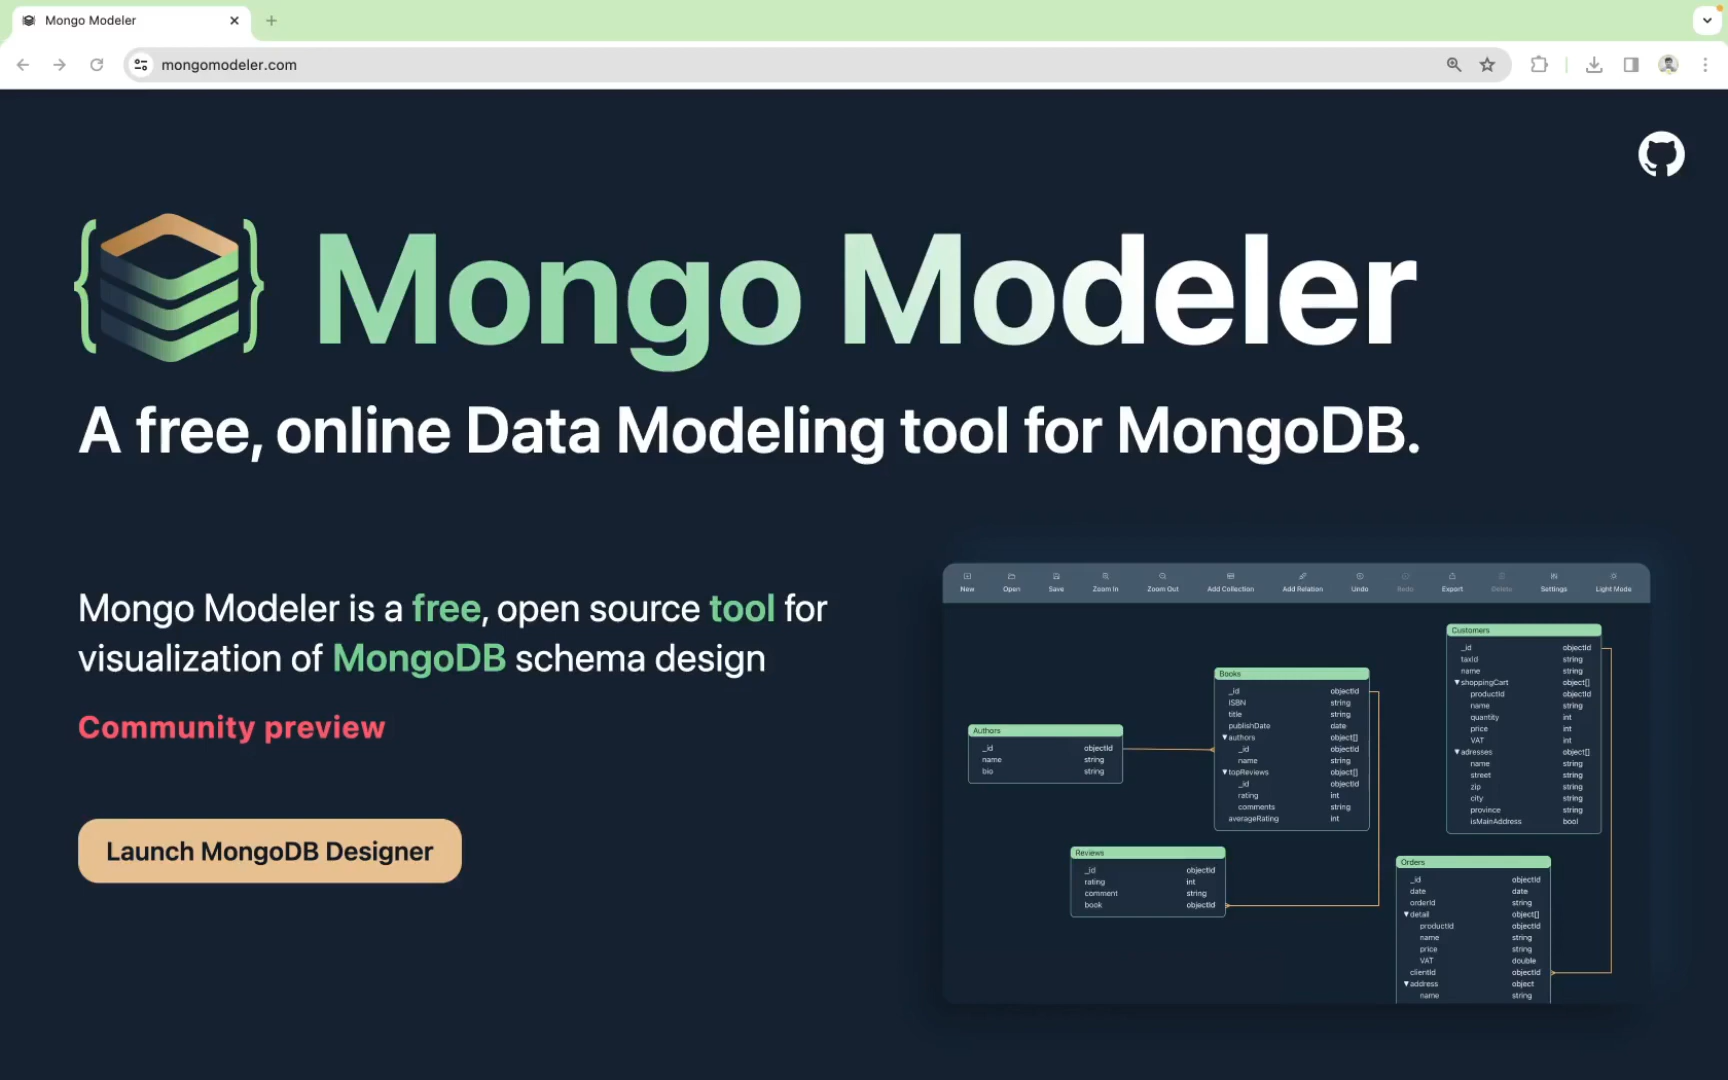 Mongo Modeler
mongomodeler.com
Mongo Modeler
A free, online Data Modeling tool for MongoDB.
Mongo Modeler is a free, open source tool for
visualization of MongoDB schema design
Community preview
Launch MongoDB Designer
New Open Save Zoom In Zoom Out Add Collection Add Relation Undo Redo Export Delete Settings Light Mode
Authors
_id objectId
name string
bio string
Books
_id objectId
ISBN string
title string
publishDate date
▼authors object[]
_id objectId
name string
▼topReviews object[]
_id objectId
rating int
comments string
averageRating int
Reviews
_id objectId
rating int
comment string
book objectId
Customers
_id objectId
taxId string
name string
▼shoppingCart object[]
productId objectId
name string
quantity int
price int
VAT int
▼adresses object[]
name string
street string
zip string
city string
province string
isMainAddress bool
Orders
_id objectId
date date
orderId string
▼detail object[]
productId objectId
name string
price string
VAT double
clientId objectId
▼address object
name string